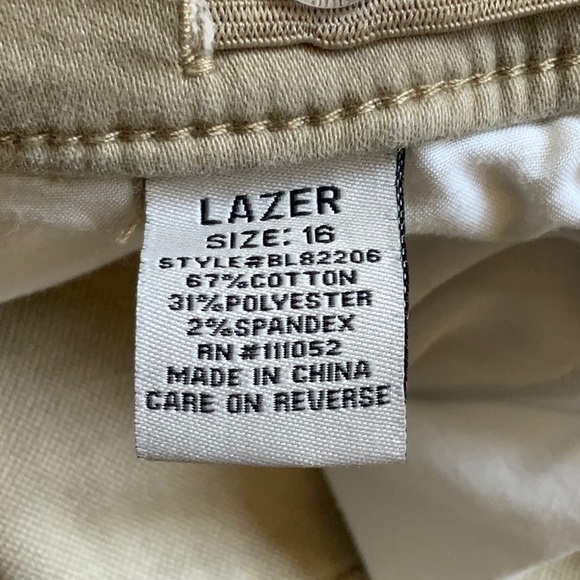 LAZER
SIZE: 16
STYLE#BL82206
67%COTTON
31%POLYESTER
2%SPANDEX
RN #111052
MADE IN CHINA
CARE ON REVERSE